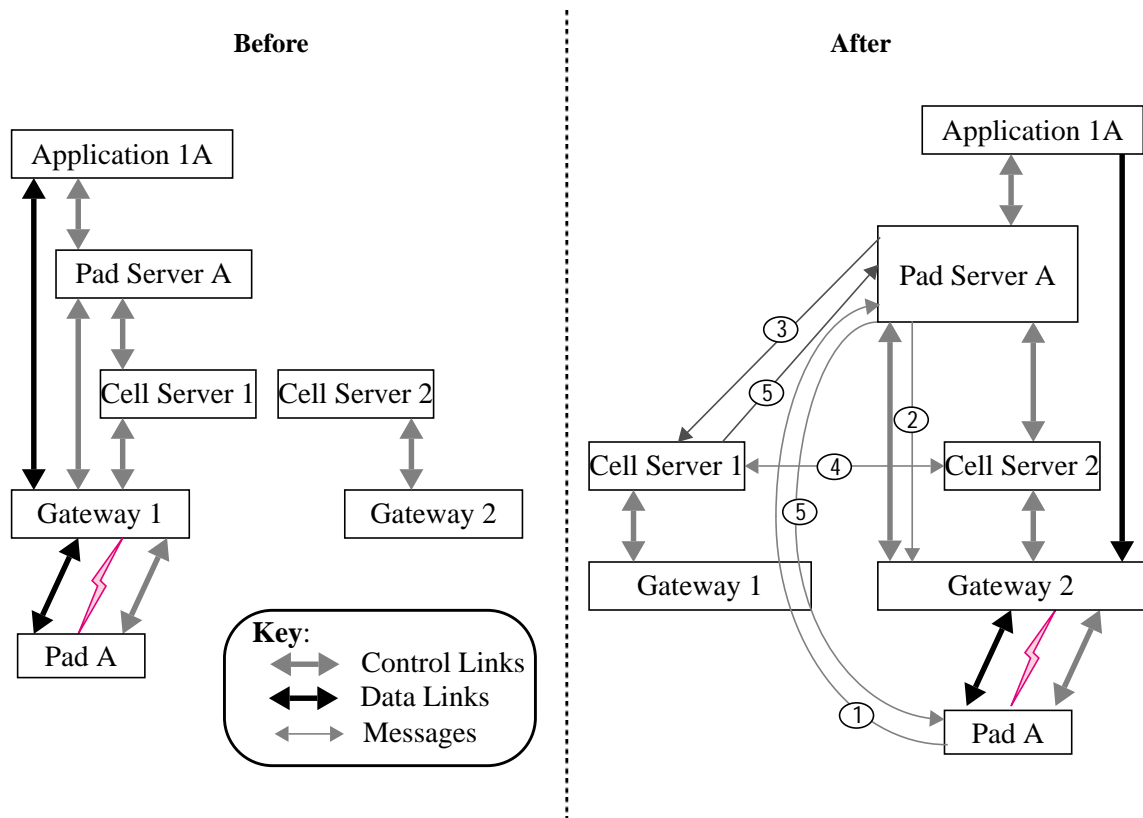 Before
Application 1A
Pad Server A
Cell Server 1
Cell Server 2
Gateway 1
Gateway 2
Pad A
Key:
Control Links
Data Links
Messages
After
Application 1A
Pad Server A
3
5
2
Cell Server 1
4
Cell Server 2
5
Gateway 1
Gateway 2
1
Pad A